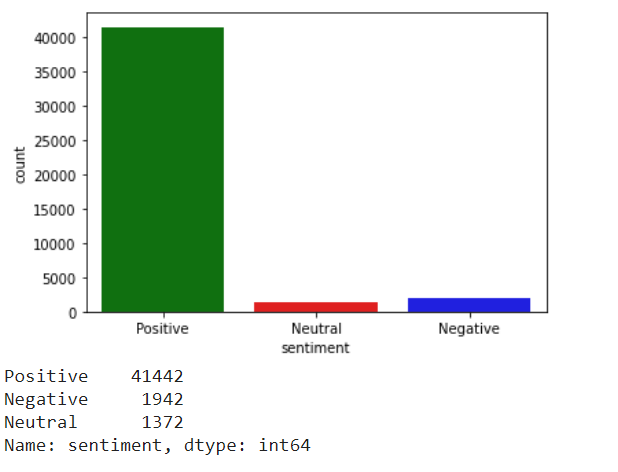 40000
35000
30000
25000
20000
15000
10000
5000
0
count
Positive Neutral Negative
sentiment
Positive 41442
Negative 1942
Neutral 1372
Name: sentiment, dtype: int64